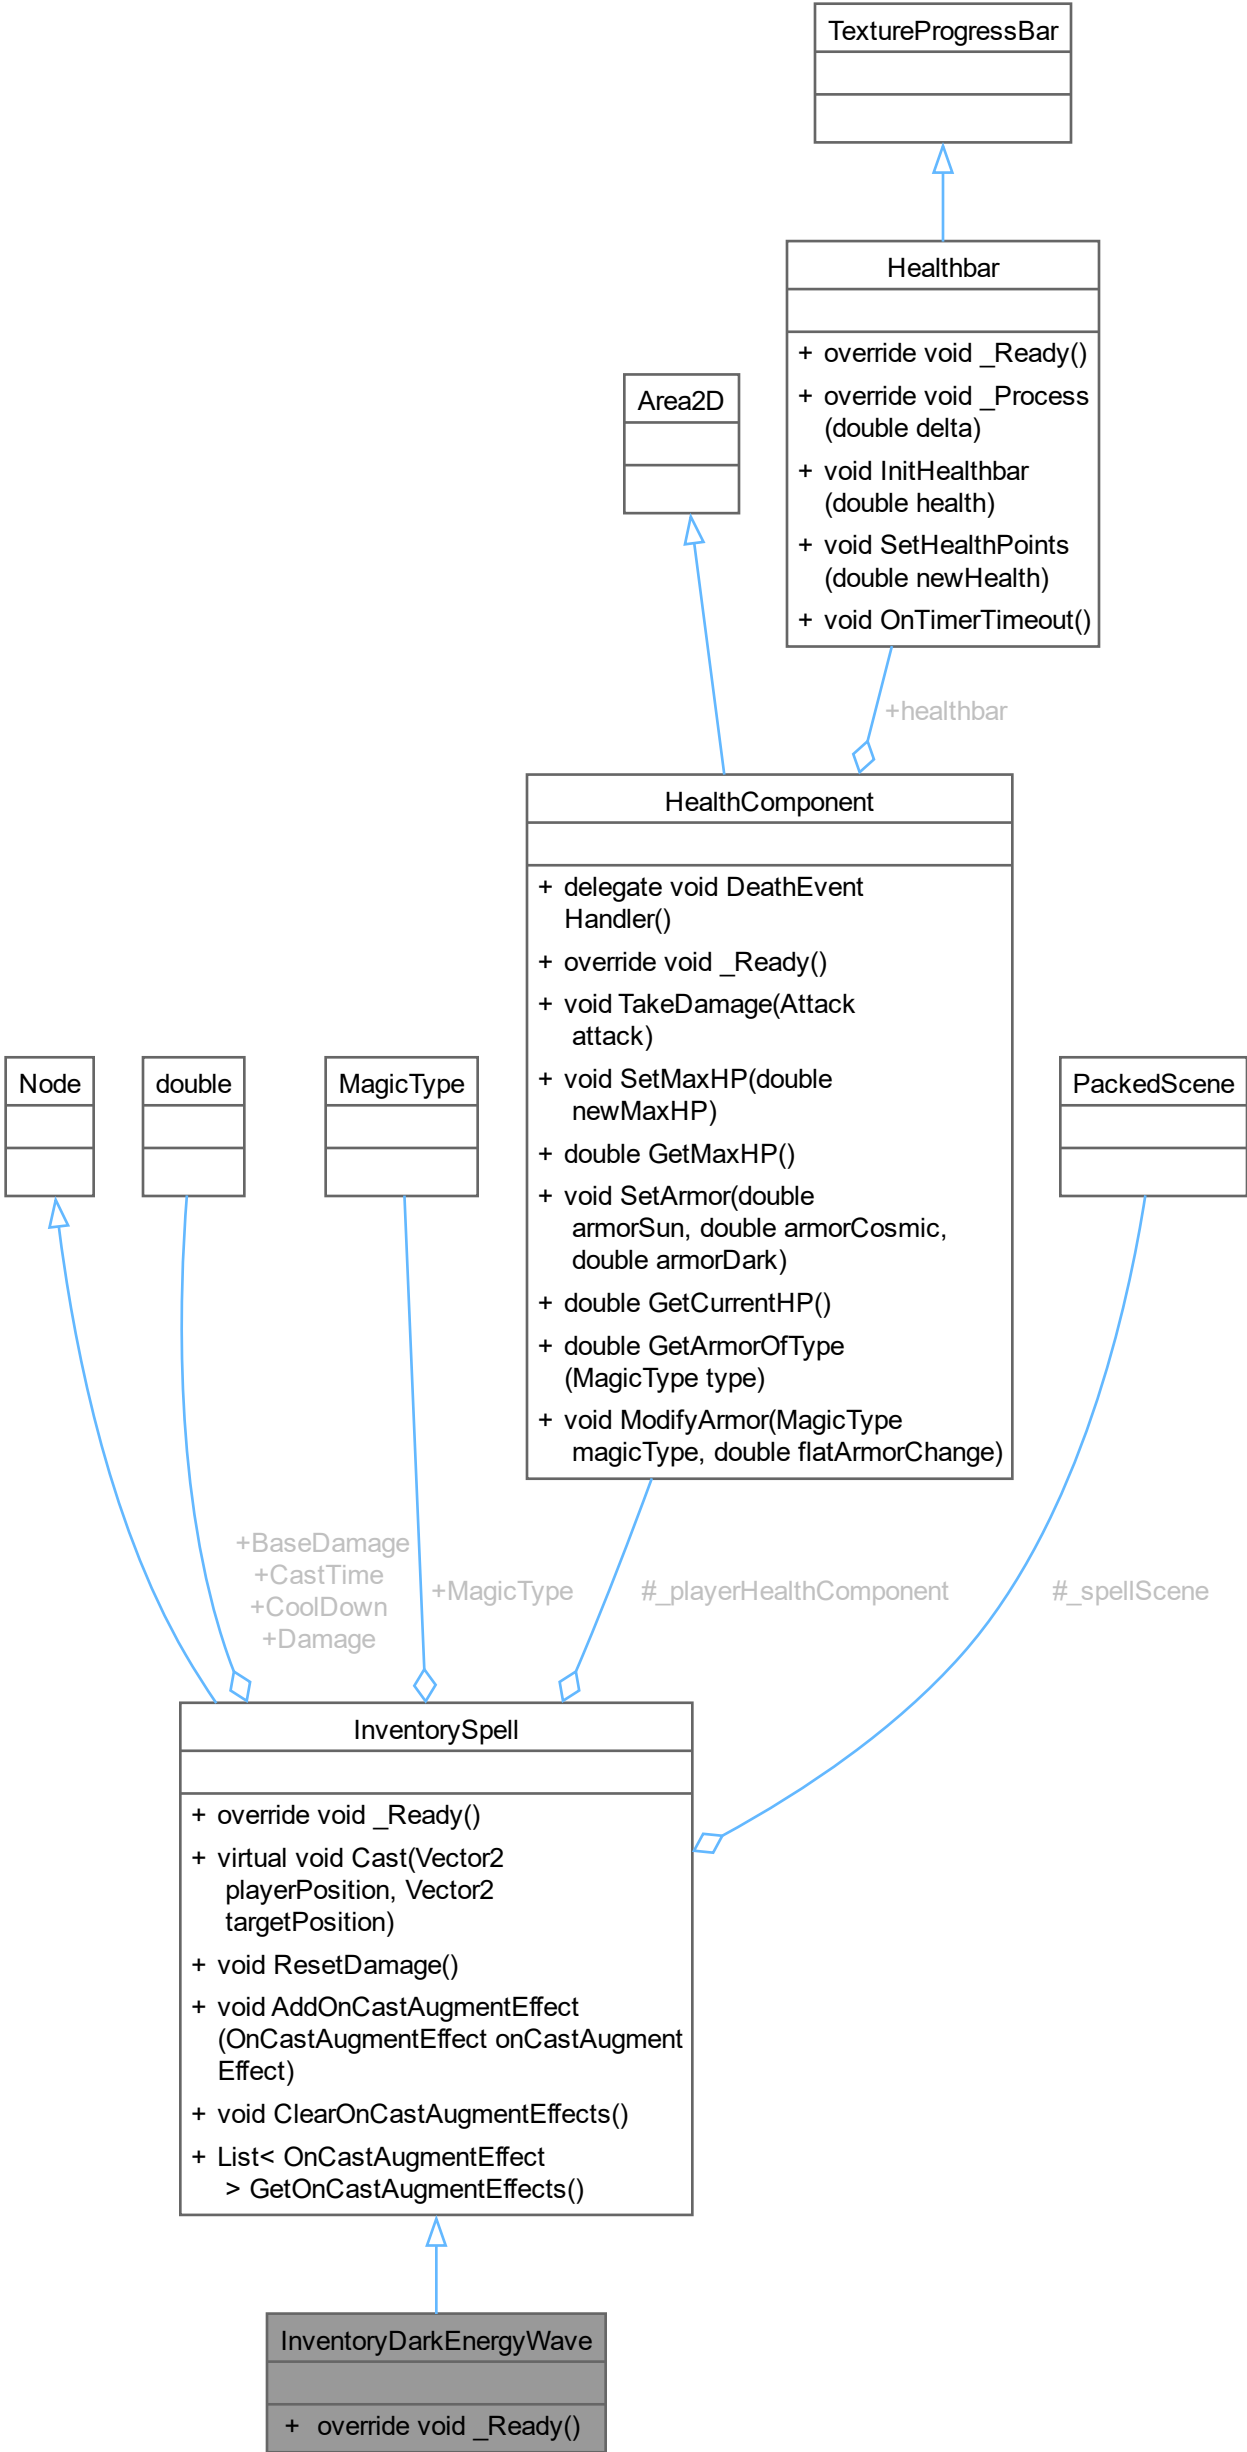 TextureProgressBar
Healthbar
+ override void _Ready()
+ override void _Process
(double delta)
+ void InitHealthbar
(double health)
+ void SetHealthPoints
(double newHealth)
+ void OnTimerTimeout()
Area2D
+healthbar
HealthComponent
+ delegate void DeathEvent
Handler()
+ override void _Ready()
+ void TakeDamage(Attack
attack)
+ void SetMaxHP(double
newMaxHP)
+ double GetMaxHP()
+ void SetArmor(double
armorSun, double armorCosmic,
double armorDark)
+ double GetCurrentHP()
+ double GetArmorOfType
(MagicType type)
+ void ModifyArmor(MagicType
magicType, double flatArmorChange)
Node
double
MagicType
PackedScene
+BaseDamage
+CastTime
+CoolDown
+Damage
+MagicType
#_playerHealthComponent
#_spellScene
InventorySpell
+ override void _Ready()
+ virtual void Cast(Vector2
playerPosition, Vector2
targetPosition)
+ void ResetDamage()
+ void AddOnCastAugmentEffect
(OnCastAugmentEffect onCastAugment
Effect)
+ void ClearOnCastAugmentEffects()
+ List< OnCastAugmentEffect
> GetOnCastAugmentEffects()
InventoryDarkEnergyWave
+ override void _Ready()